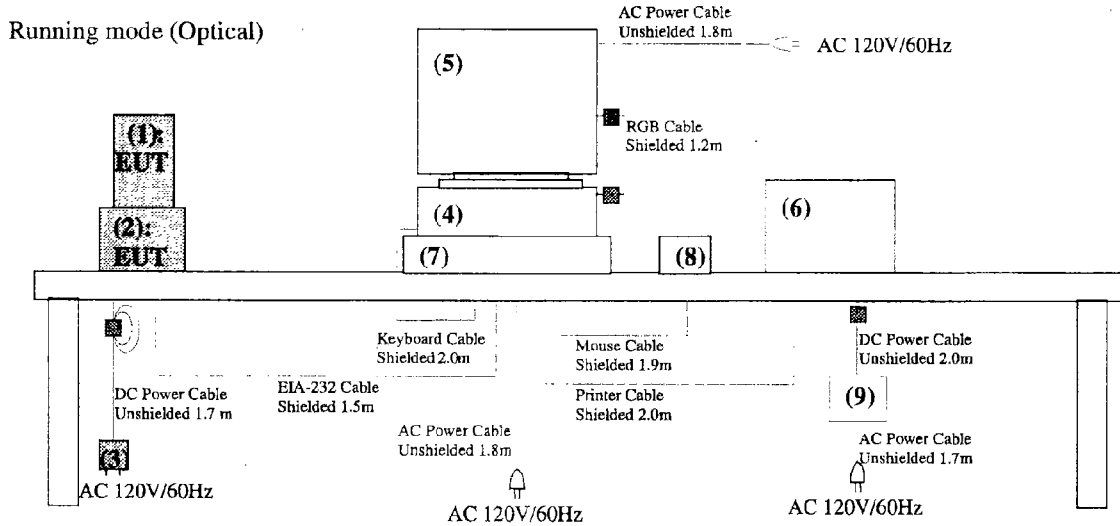 Running mode (Optical)
AC Power Cable
Unshielded 1.8m
AC 120V/60Hz
(5)
RGB Cable
Shielded 1.2m
(1):
EUT
(2):
EUT
(4)
(6)
(7)
(8)
Keyboard Cable
Shielded 2.0m
Mouse Cable
Shielded 1.9m
DC Power Cable
Unshielded 2.0m
DC Power Cable
Unshielded 1.7 m
EIA-232 Cable
Shielded 1.5m
Printer Cable
Shielded 2.0m
(9)
AC Power Cable
Unshielded 1.8m
AC Power Cable
Unshielded 1.7m
(3)
AC 120V/60Hz
AC 120V/60Hz
AC 120V/60Hz